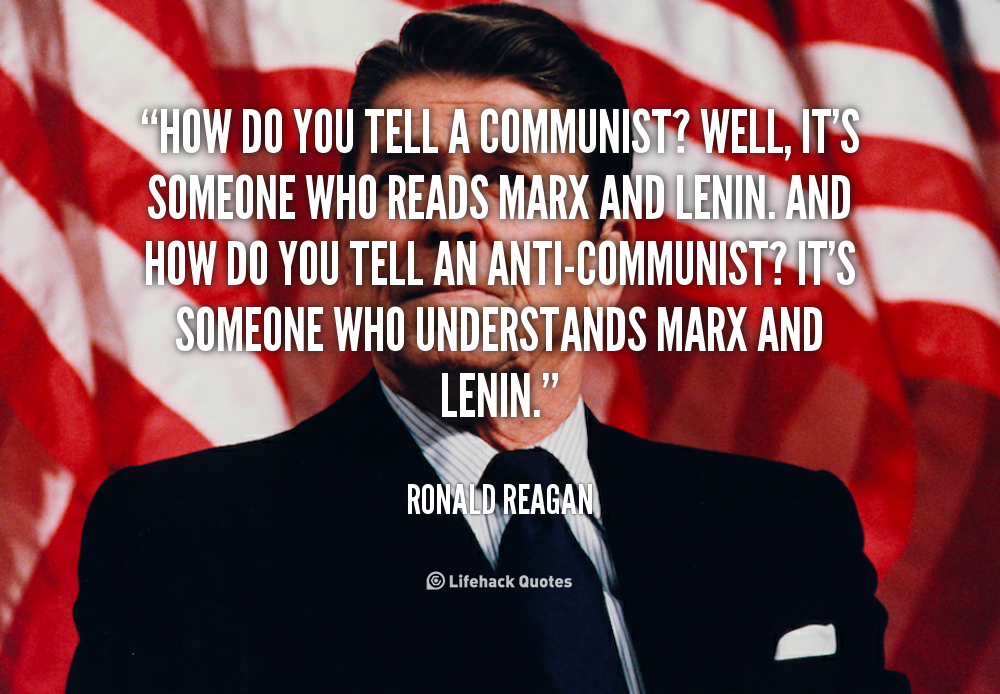 “HOW DO YOU TELL A COMMUNIST? WELL, IT’S
SOMEONE WHO READS MARX AND LENIN. AND
HOW DO YOU TELL AN ANTI-COMMUNIST? IT’S
SOMEONE WHO UNDERSTANDS MARX AND
LENIN.”
RONALD REAGAN
Lifehack Quotes